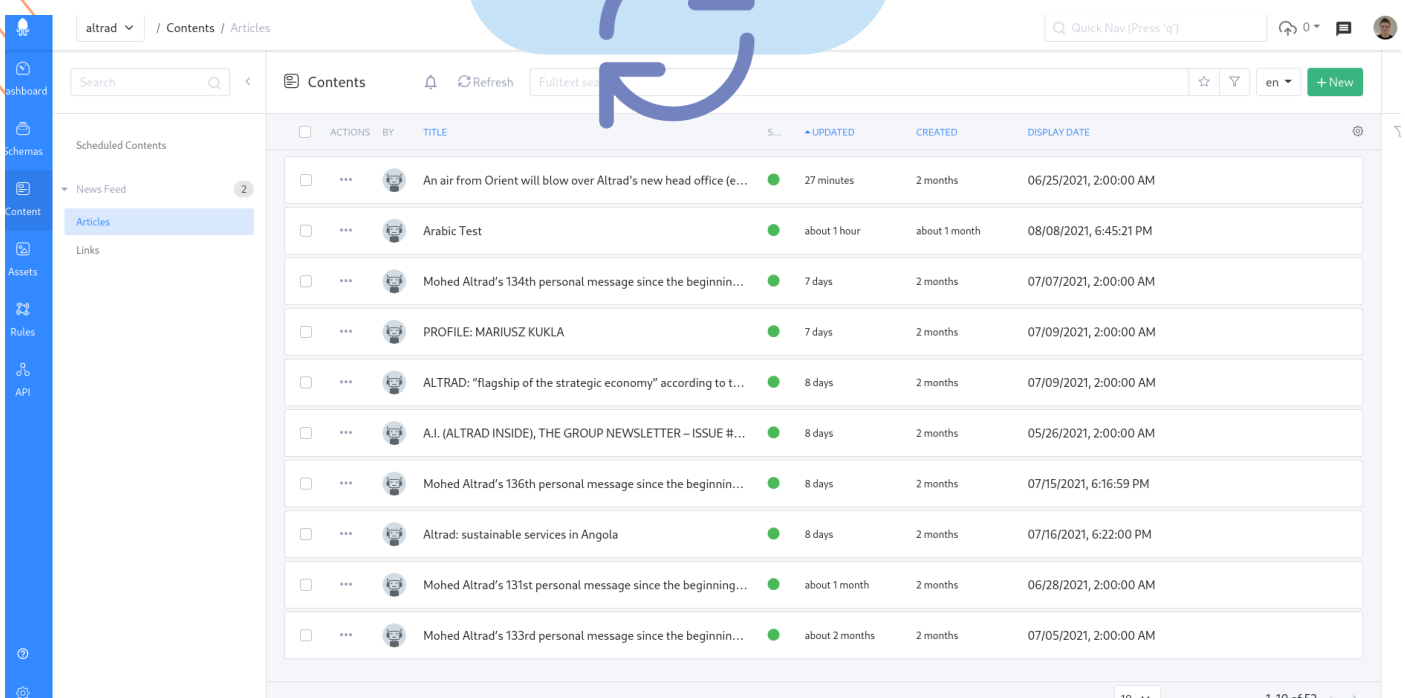 altrad / Contents / Articles Quick Nav (Press 'q') 0
Dashboard
Schemas
Content
Assets
Rules
API
Search
Scheduled Contents
News Feed 2
Articles
Links
Contents Refresh Fulltext en + New
ACTIONS BY TITLE S... UPDATED CREATED DISPLAY DATE
An air from Orient will blow over Altrad's new head office (e... 27 minutes 2 months 06/25/2021, 2:00:00 AM
Arabic Test about 1 hour about 1 month 08/08/2021, 6:45:21 PM
Mohed Altrad’s 134th personal message since the beginnin... 7 days 2 months 07/07/2021, 2:00:00 AM
PROFILE: MARIUSZ KUKLA 7 days 2 months 07/09/2021, 2:00:00 AM
ALTRAD: “flagship of the strategic economy” according to t... 8 days 2 months 07/09/2021, 2:00:00 AM
A.I. (ALTRAD INSIDE), THE GROUP NEWSLETTER – ISSUE #... 8 days 2 months 05/26/2021, 2:00:00 AM
Mohed Altrad’s 136th personal message since the beginnin... 8 days 2 months 07/15/2021, 6:16:59 PM
Altrad: sustainable services in Angola 8 days 2 months 07/16/2021, 6:22:00 PM
Mohed Altrad’s 131st personal message since the beginning... about 1 month 2 months 06/28/2021, 2:00:00 AM
Mohed Altrad’s 133rd personal message since the beginnin... about 2 months 2 months 07/05/2021, 2:00:00 AM
10 1-10 of 52